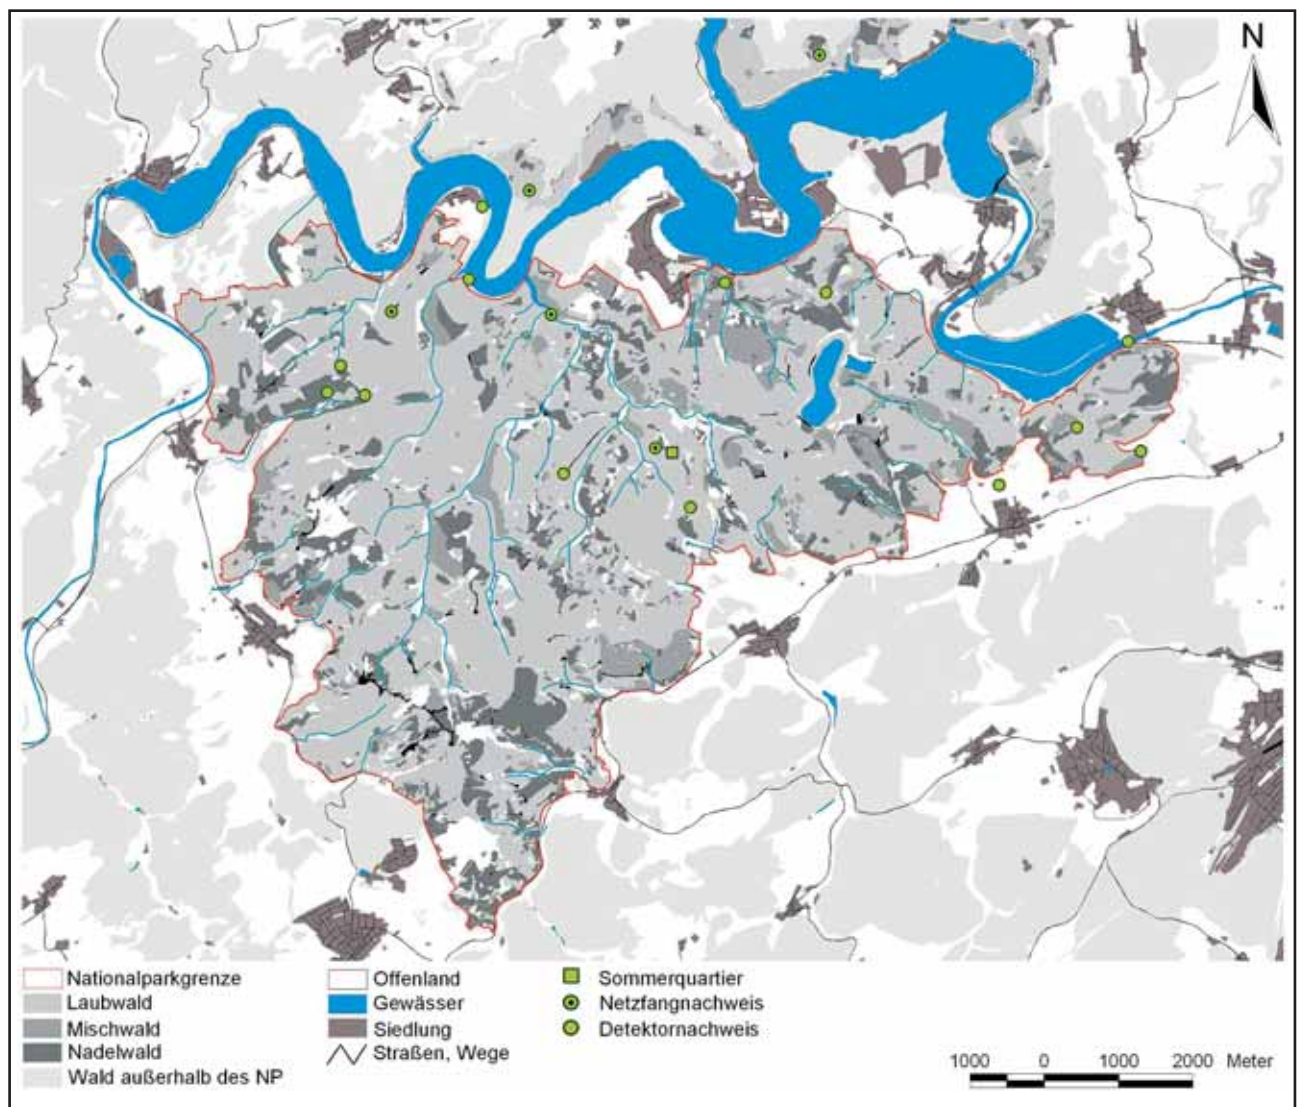 N
Nationalparkgrenze
Laubwald
Mischwald
Nadelwald
Wald außerhalb des NP
Offenland
Gewässer
Siedlung
Straßen, Wege
Sommerquartier
Netzfangnachweis
Detektornachweis
1000 0 1000 2000 Meter